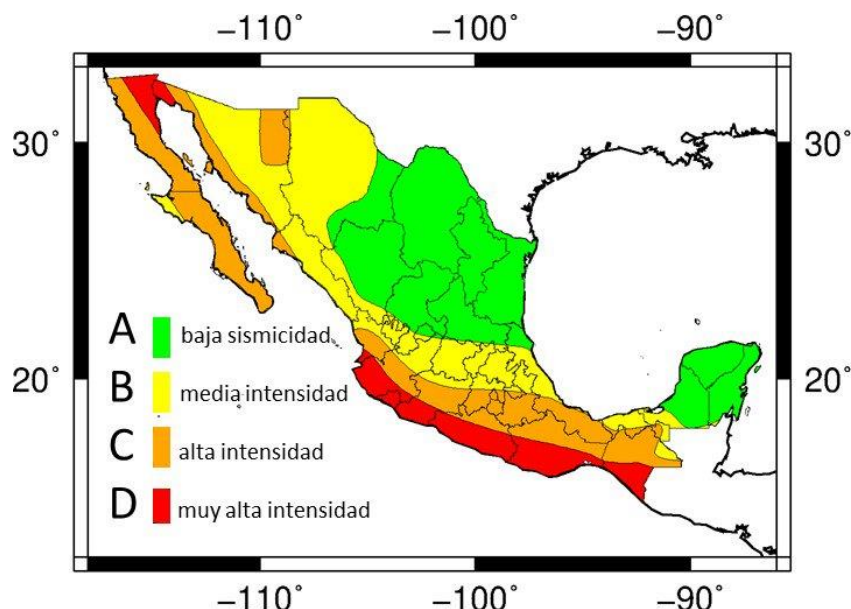 −110˚ −100˚ −90˚
30˚ 30˚
20˚ 20˚
A baja sismicidad
B media intensidad
C alta intensidad
D muy alta intensidad
−110˚ −100˚ −90˚